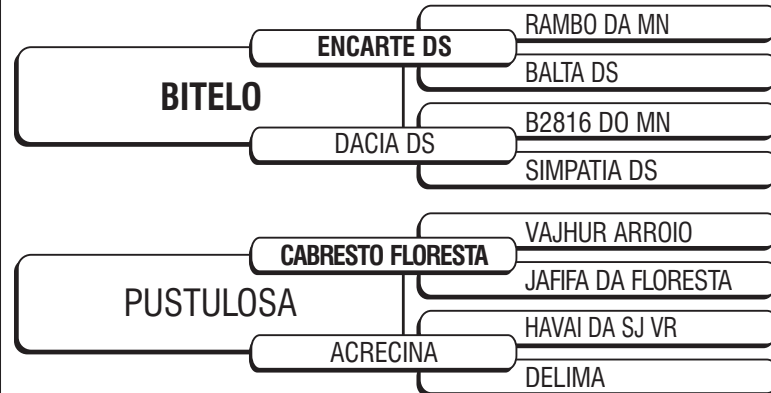 RAMBO DA MN
ENCARTE DS
BALTA DS
BITELO
B2816 DO MN
DACIA DS
SIMPATIA DS
VAJHUR ARROIO
CABRESTO FLORESTA
JAFIFA DA FLORESTA
PUSTULOSA
HAVAI DA SJ VR
ACRECINA
DELIMA